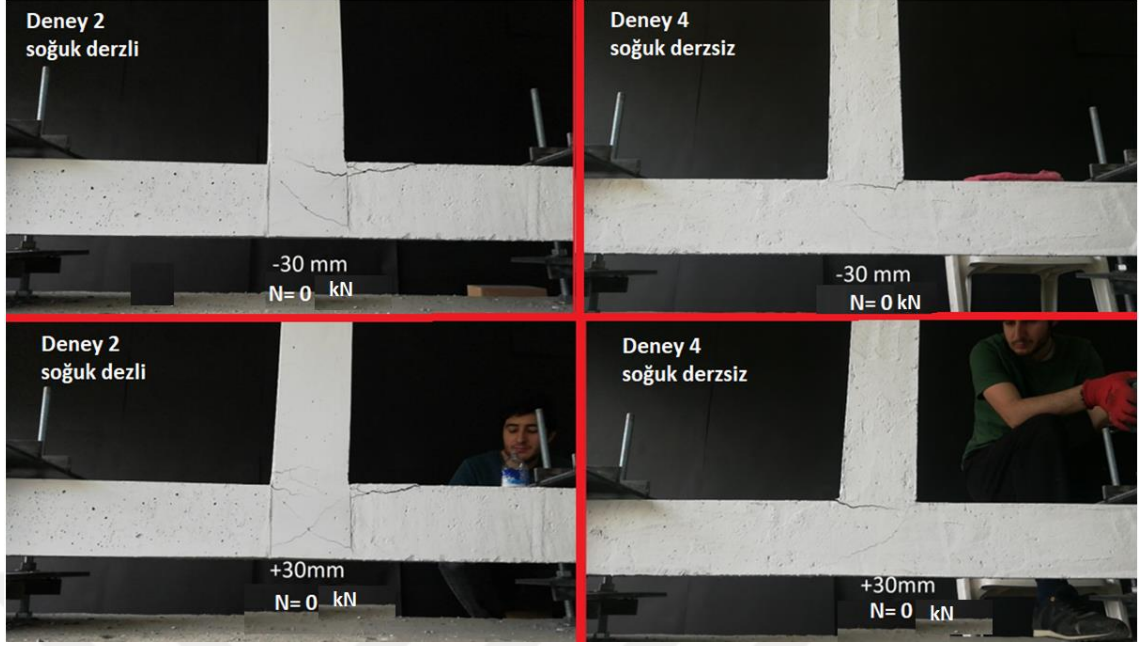 Deney 2
soğuk derzli
-30 mm
N= 0 kN
Deney 4
soğuk derzsiz
-30 mm
N= 0 kN
Deney 2
soğuk dezli
+30mm
N= 0 kN
Deney 4
soğuk derzsiz
+30mm
N= 0 kN